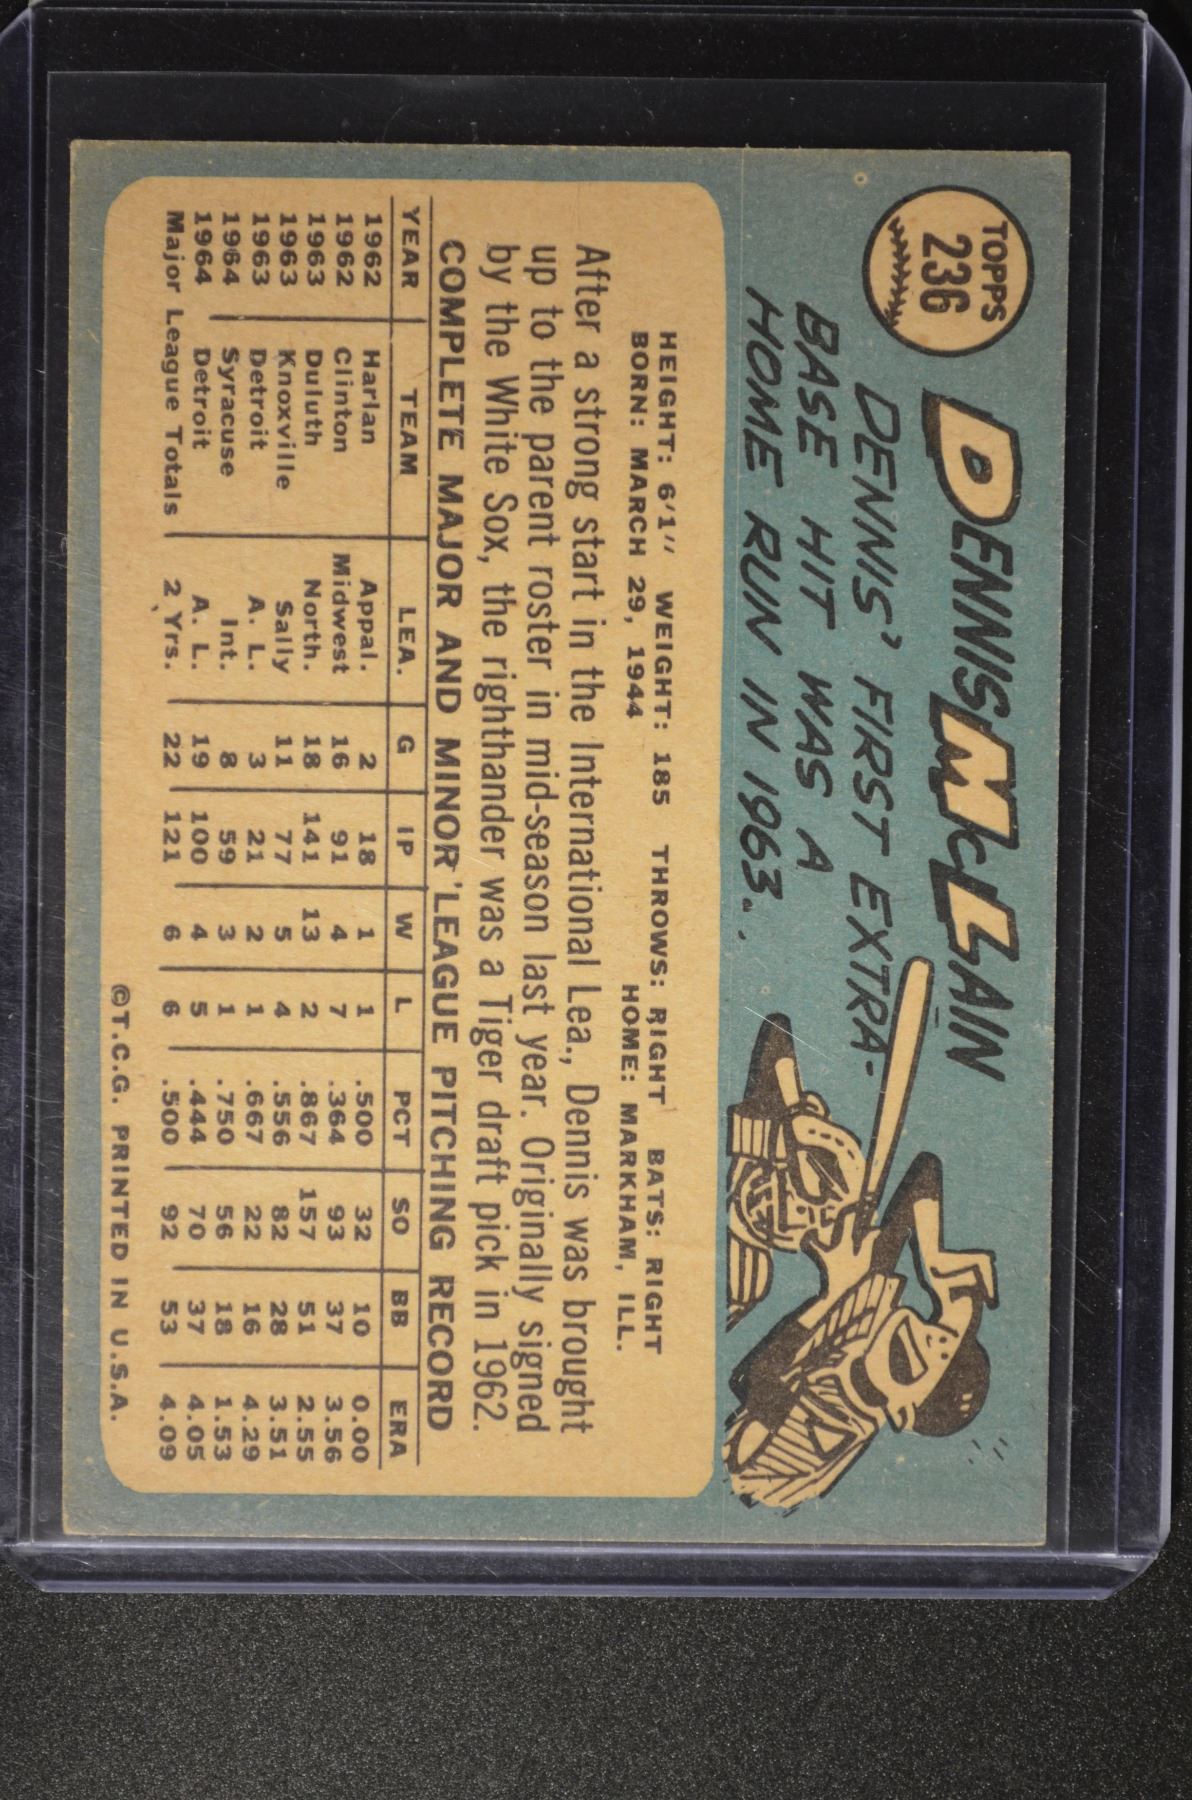 TOPPS
236
DENNIS McLAIN
DENNIS' FIRST EXTRA-
BASE HIT WAS A
HOME RUN IN 1963..
HEIGHT: 6'1" WEIGHT: 185 THROWS: RIGHT BATS: RIGHT
BORN: MARCH 29, 1944 HOME: MARKHAM, ILL.
After a strong start in the International Lea., Dennis was brought
up to the parent roster in mid-season last year. Originally signed
by the White Sox, the righthander was a Tiger draft pick in 1962.
COMPLETE MAJOR AND MINOR LEAGUE PITCHING RECORD
YEAR TEAM LEA. G IP W L PCT SO BB ERA
1962 Harlan Appal. 2 18 1 1 .500 32 10 0.00
1962 Clinton Midwest 16 91 4 7 .364 93 37 3.56
1963 Duluth North. 18 141 13 2 .867 157 51 2.55
1963 Knoxville Sally 11 77 5 4 .556 82 28 3.51
1963 Detroit A. L. 3 21 2 1 .667 22 16 4.29
1964 Syracuse Int. 8 59 3 1 .750 56 18 1.53
1964 Detroit A. L. 19 100 4 5 .444 70 37 4.05
Major League Totals 2 Yrs. 22 121 6 6 .500 92 53 4.09
©T.C.G. PRINTED IN U.S.A.